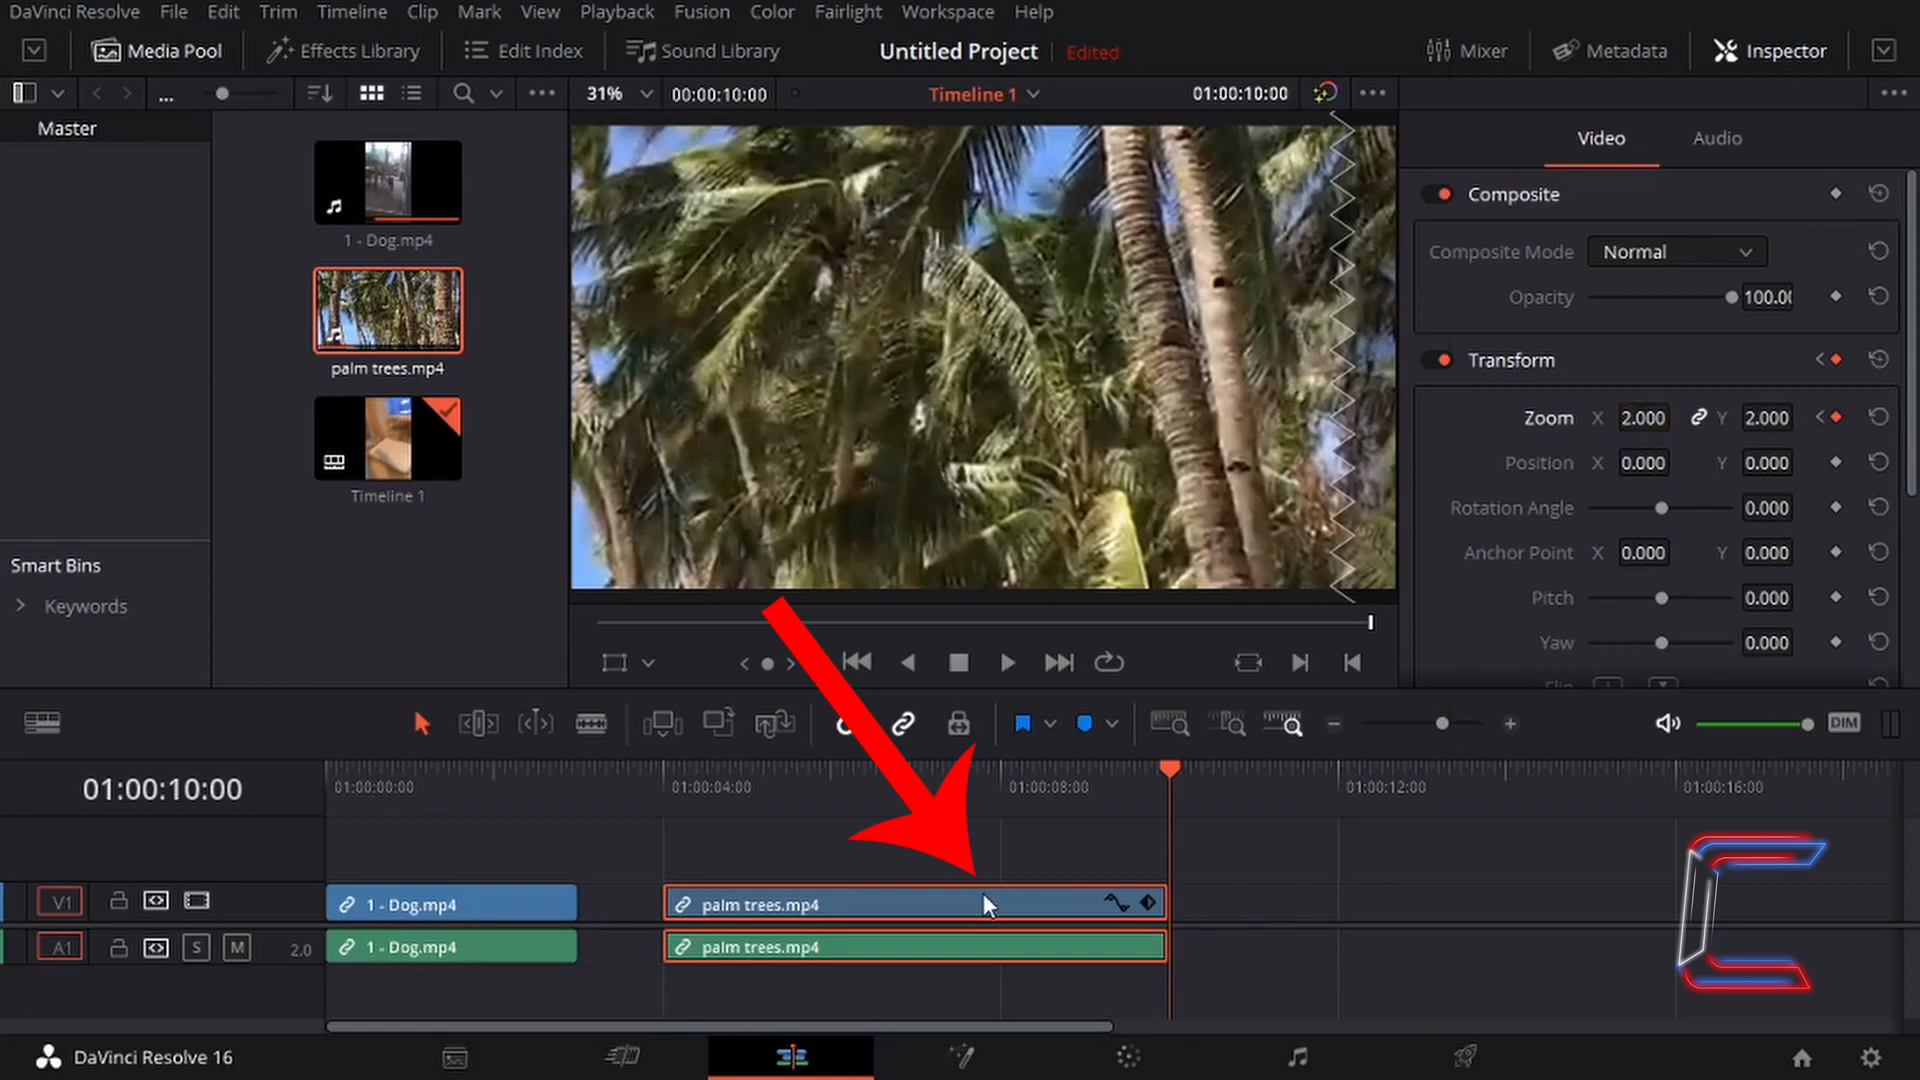 DaVinci Resolve File Edit Trim Timeline Clip Mark View Playback Fusion Color Fairlight Workspace Help
Media Pool Effects Library Edit Index Sound Library Untitled Project Edited Mixer Metadata Inspector
... 31% 00:00:10:00 Timeline 1 01:00:10:00
Master
Video Audio
1 - Dog.mp4
palm trees.mp4
Timeline 1
Composite
Composite Mode Normal
Opacity 100.00
Transform
Zoom X 2.000 Y 2.000
Position X 0.000 Y 0.000
Rotation Angle 0.000
Anchor Point X 0.000 Y 0.000
Pitch 0.000
Yaw 0.000
Smart Bins
Keywords
DIM
01:00:10:00
01:00:00:00 01:00:04:00 01:00:08:00 01:00:12:00 01:00:16:00
V1 1 - Dog.mp4 palm trees.mp4
A1 S M 2.0 1 - Dog.mp4 palm trees.mp4
DaVinci Resolve 16